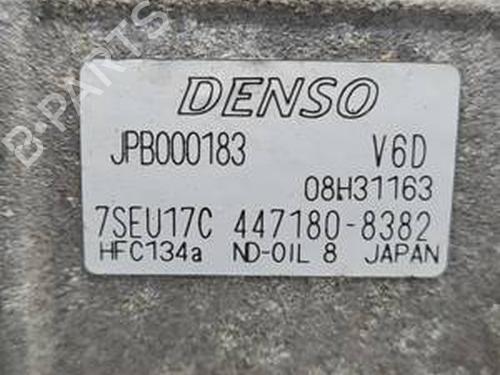 B-PARTS
DENSO
JPB000183 V6D
08H31163
7SEU17C 447180-8382
HFC134a ND-OIL 8 JAPAN